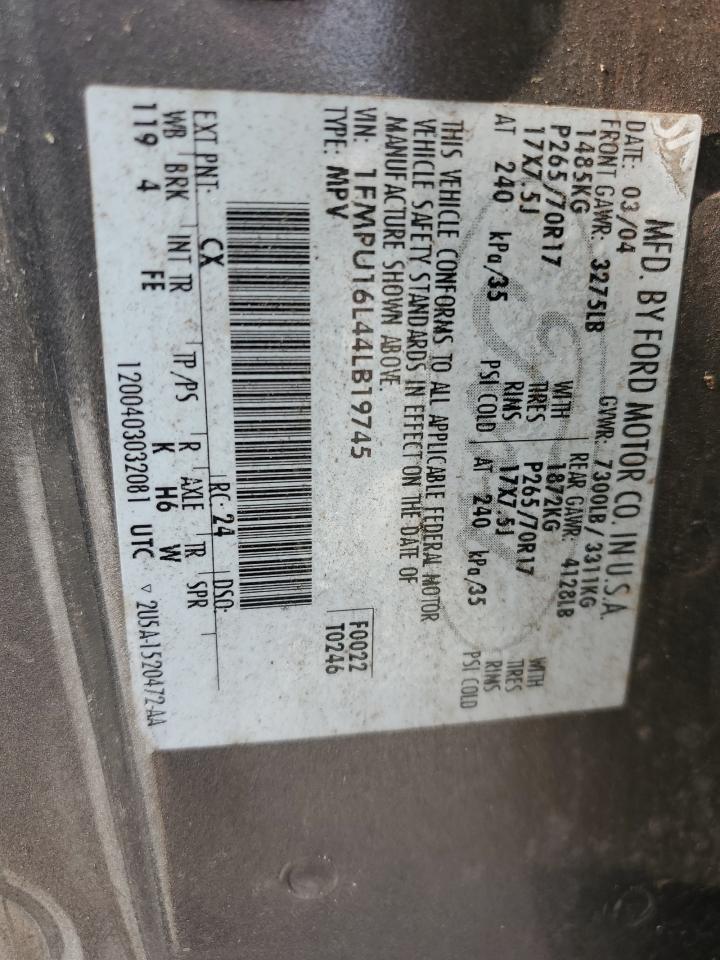 MFD. BY FORD MOTOR CO. IN U.S.A.
DATE: 03/04 GVWR: 7300LB/3311KG
FRONT GAWR: 3275LB REAR GAWR: 4128LB
1485KG WITH 1872KG WITH
P265/70R17 TIRES P265/70R17 TIRES
17X7.5J RIMS 17X7.5J RIMS
AT 240 kPa/35 PSI COLD AT 240 kPa/35 PSI COLD
THIS VEHICLE CONFORMS TO ALL APPLICABLE FEDERAL MOTOR
VEHICLE SAFETY STANDARDS IN EFFECT ON THE DATE OF
MANUFACTURE SHOWN ABOVE.
VIN: 1FMPU16L44LB19745 F0022
TYPE: MPV T0246
EXT PNT: CX RC: 24 DSO:
WB BRK INT TR TP/PS R AXLE TR SPR
119 4 FE K H6 W
1200403032081 UTC ▽ 2U5A-1520472-AA